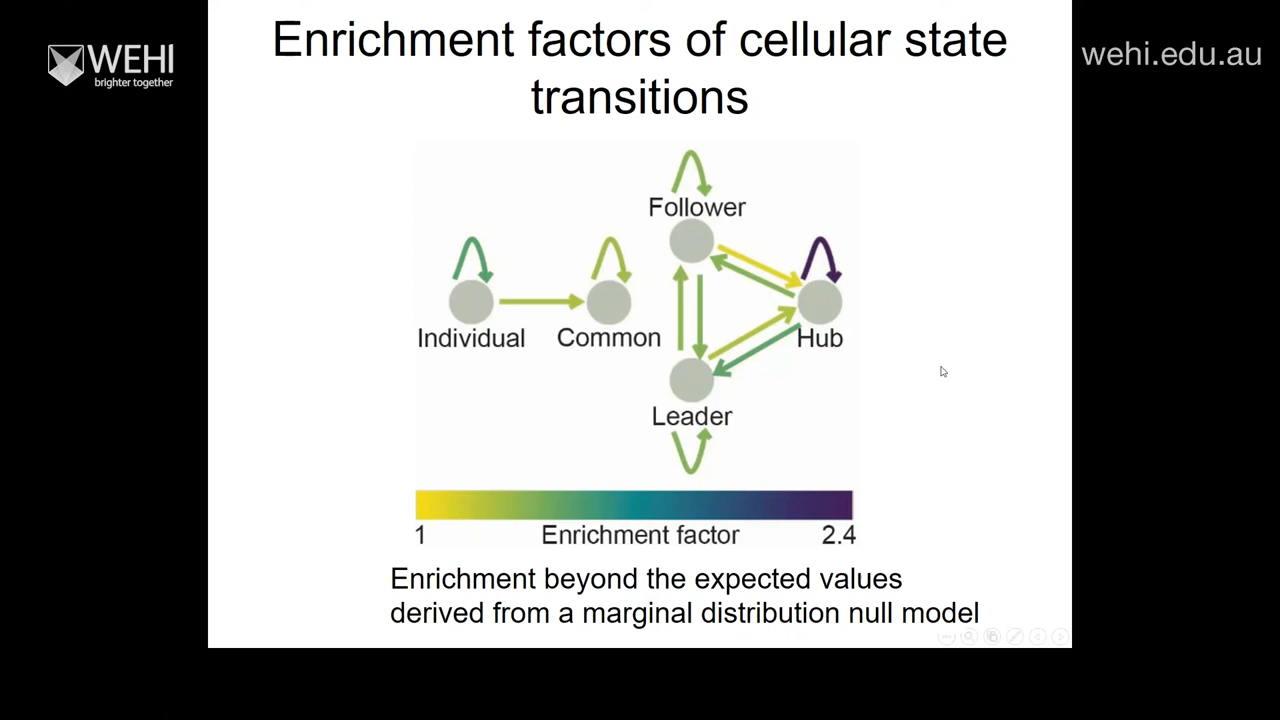 WEHI
brighter together
wehi.edu.au
Enrichment factors of cellular state
transitions
Follower
Individual
Common
Hub
Leader
1
Enrichment factor
2.4
Enrichment beyond the expected values
derived from a marginal distribution null model